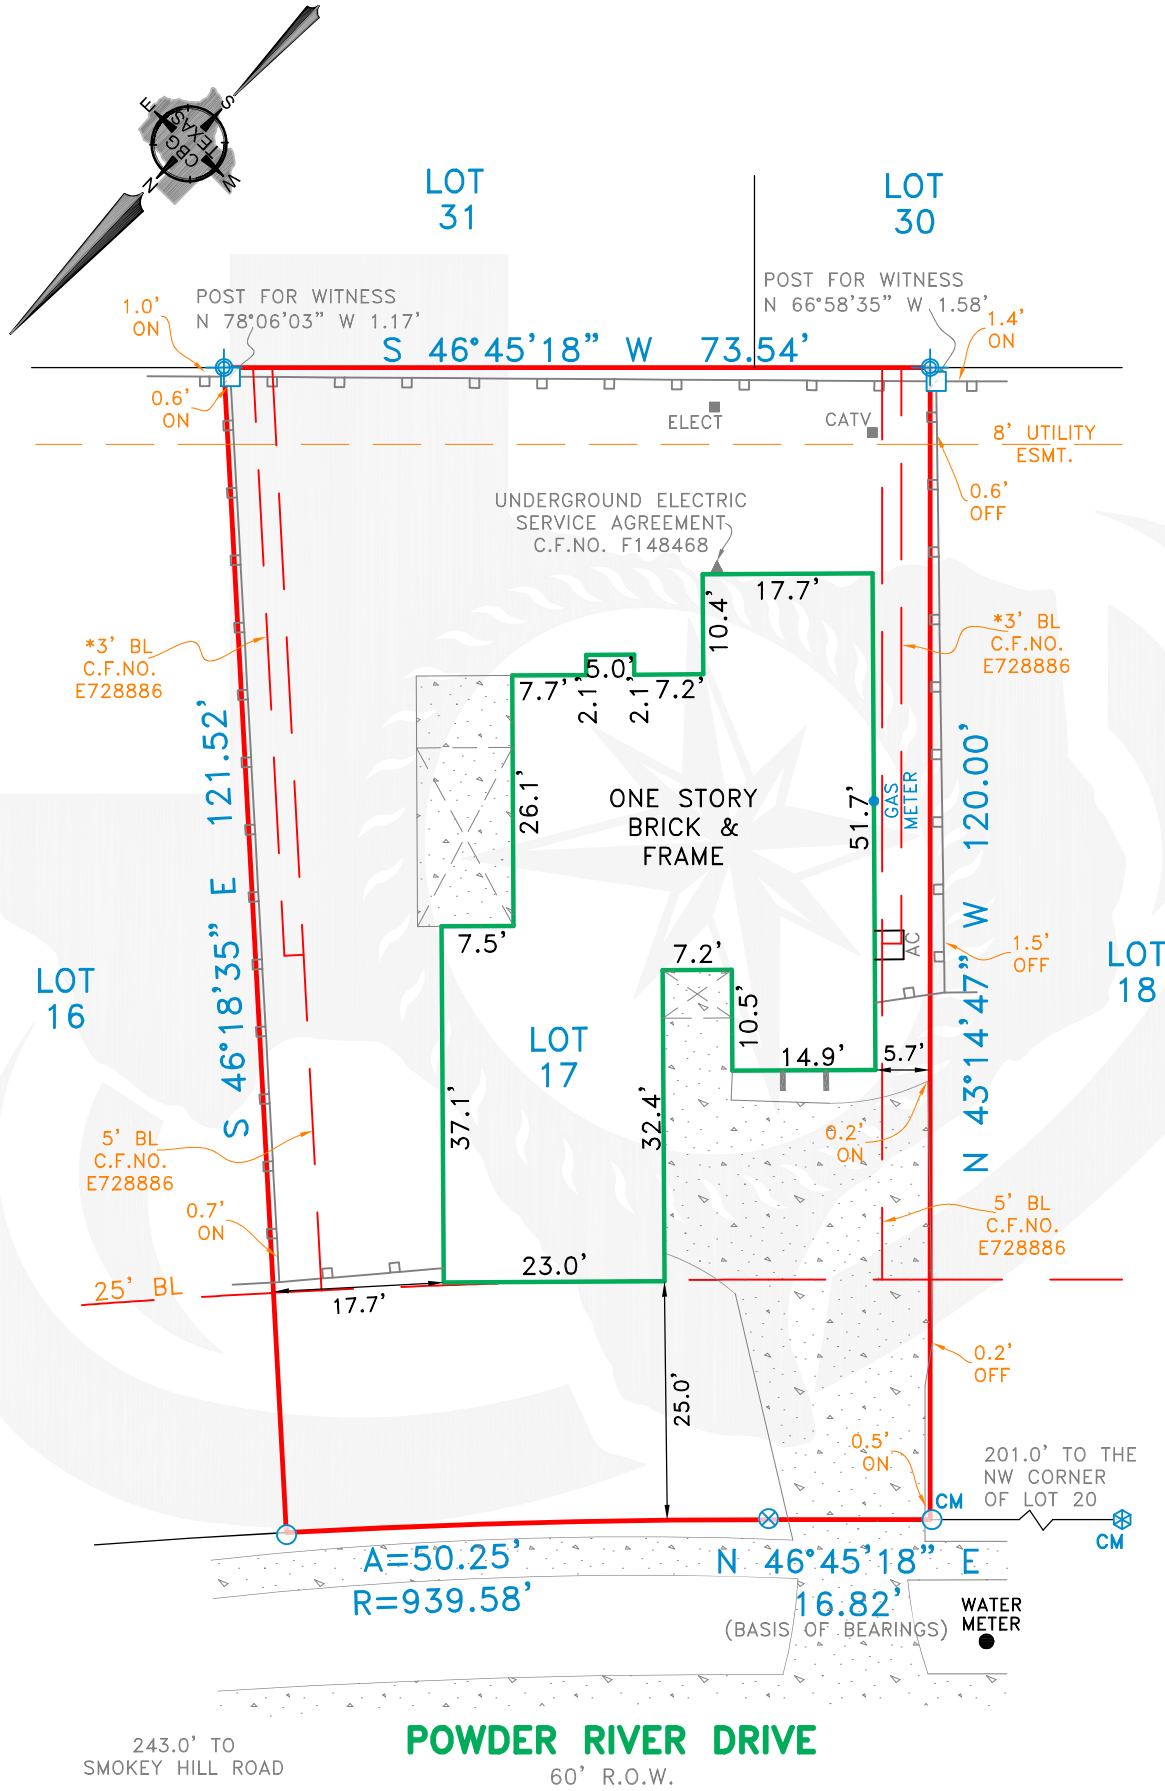 E
S
CBG
TEXAS
N
W
LOT
31
LOT
30
POST FOR WITNESS
N 78°06'03" W 1.17'
POST FOR WITNESS
N 66°58'35" W 1.58'
1.0'
ON
1.4'
ON
S 46°45'18" W 73.54'
0.6'
ON
ELECT
CATV
8' UTILITY
ESMT.
0.6'
OFF
UNDERGROUND ELECTRIC
SERVICE AGREEMENT
C.F.NO. F148468
17.7'
10.4'
*3' BL
C.F.NO.
E728886
*3' BL
C.F.NO.
E728886
5.0'
7.7'
2.1'
2.1'
7.2'
S 46°18'35" E 121.52'
26.1'
ONE STORY
BRICK &
FRAME
51.7'
GAS
METER
N 43°14'47" W 120.00'
7.5'
7.2'
AC
1.5'
OFF
LOT
16
LOT
18
10.5'
LOT
17
14.9'
5.7'
37.1'
32.4'
0.2'
ON
5' BL
C.F.NO.
E728886
5' BL
C.F.NO.
E728886
0.7'
ON
23.0'
25' BL
17.7'
25.0'
0.2'
OFF
0.5'
ON
201.0' TO THE
NW CORNER
OF LOT 20
CM
CM
A=50.25'
R=939.58'
N 46°45'18" E
16.82'
(BASIS OF BEARINGS)
WATER
METER
POWDER RIVER DRIVE
60' R.O.W.
243.0' TO
SMOKEY HILL ROAD